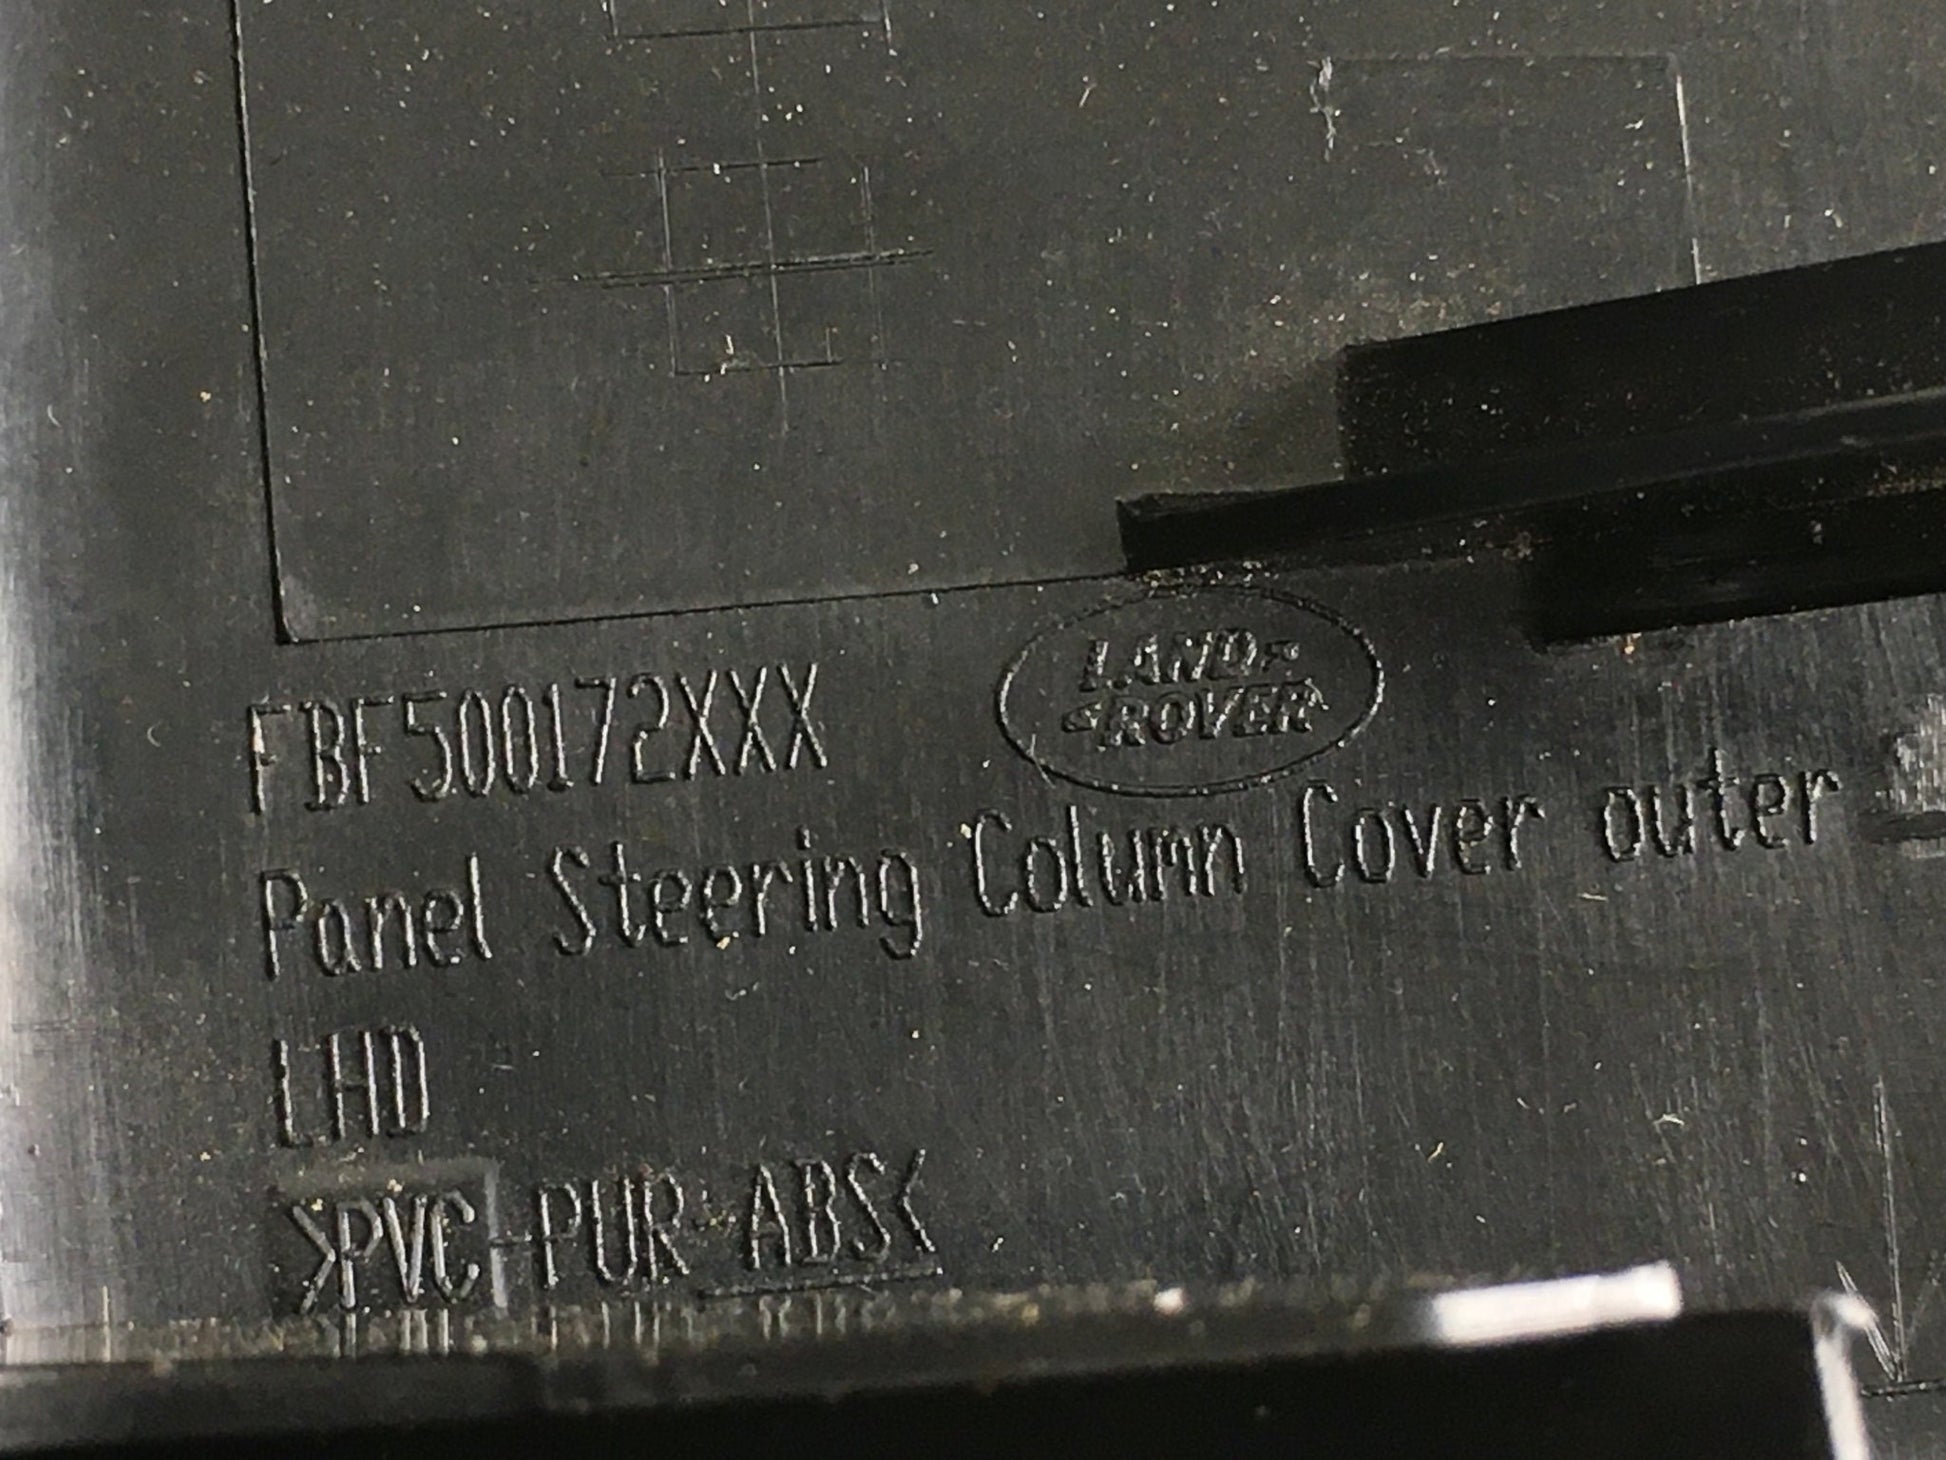 FBF500172XXX
LAND
ROVER
Panel Steering Column Cover outer
LHD
>PVC+PUR+ABS<